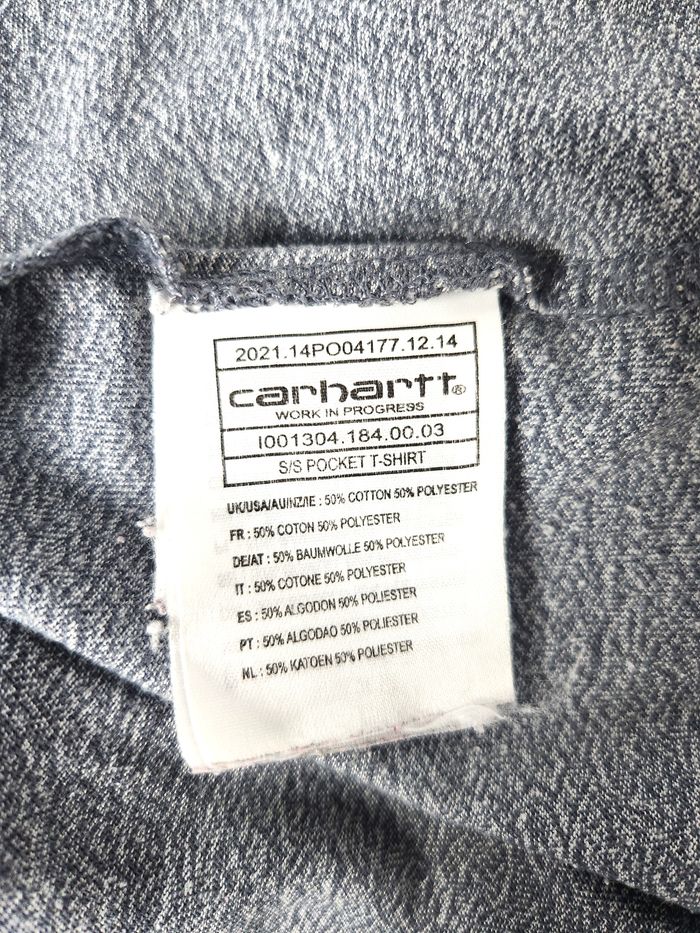 2021.14PO04177.12.14
carhartt®
WORK IN PROGRESS
I001304.184.00.03
S/S POCKET T-SHIRT
UK/USA/AU/NZ/IE : 50% COTTON 50% POLYESTER
FR : 50% COTON 50% POLYESTER
DE/AT : 50% BAUMWOLLE 50% POLYESTER
IT : 50% COTONE 50% POLYESTER
ES : 50% ALGODON 50% POLIESTER
PT : 50% ALGODAO 50% POLIESTER
NL : 50% KATOEN 50% POLIESTER